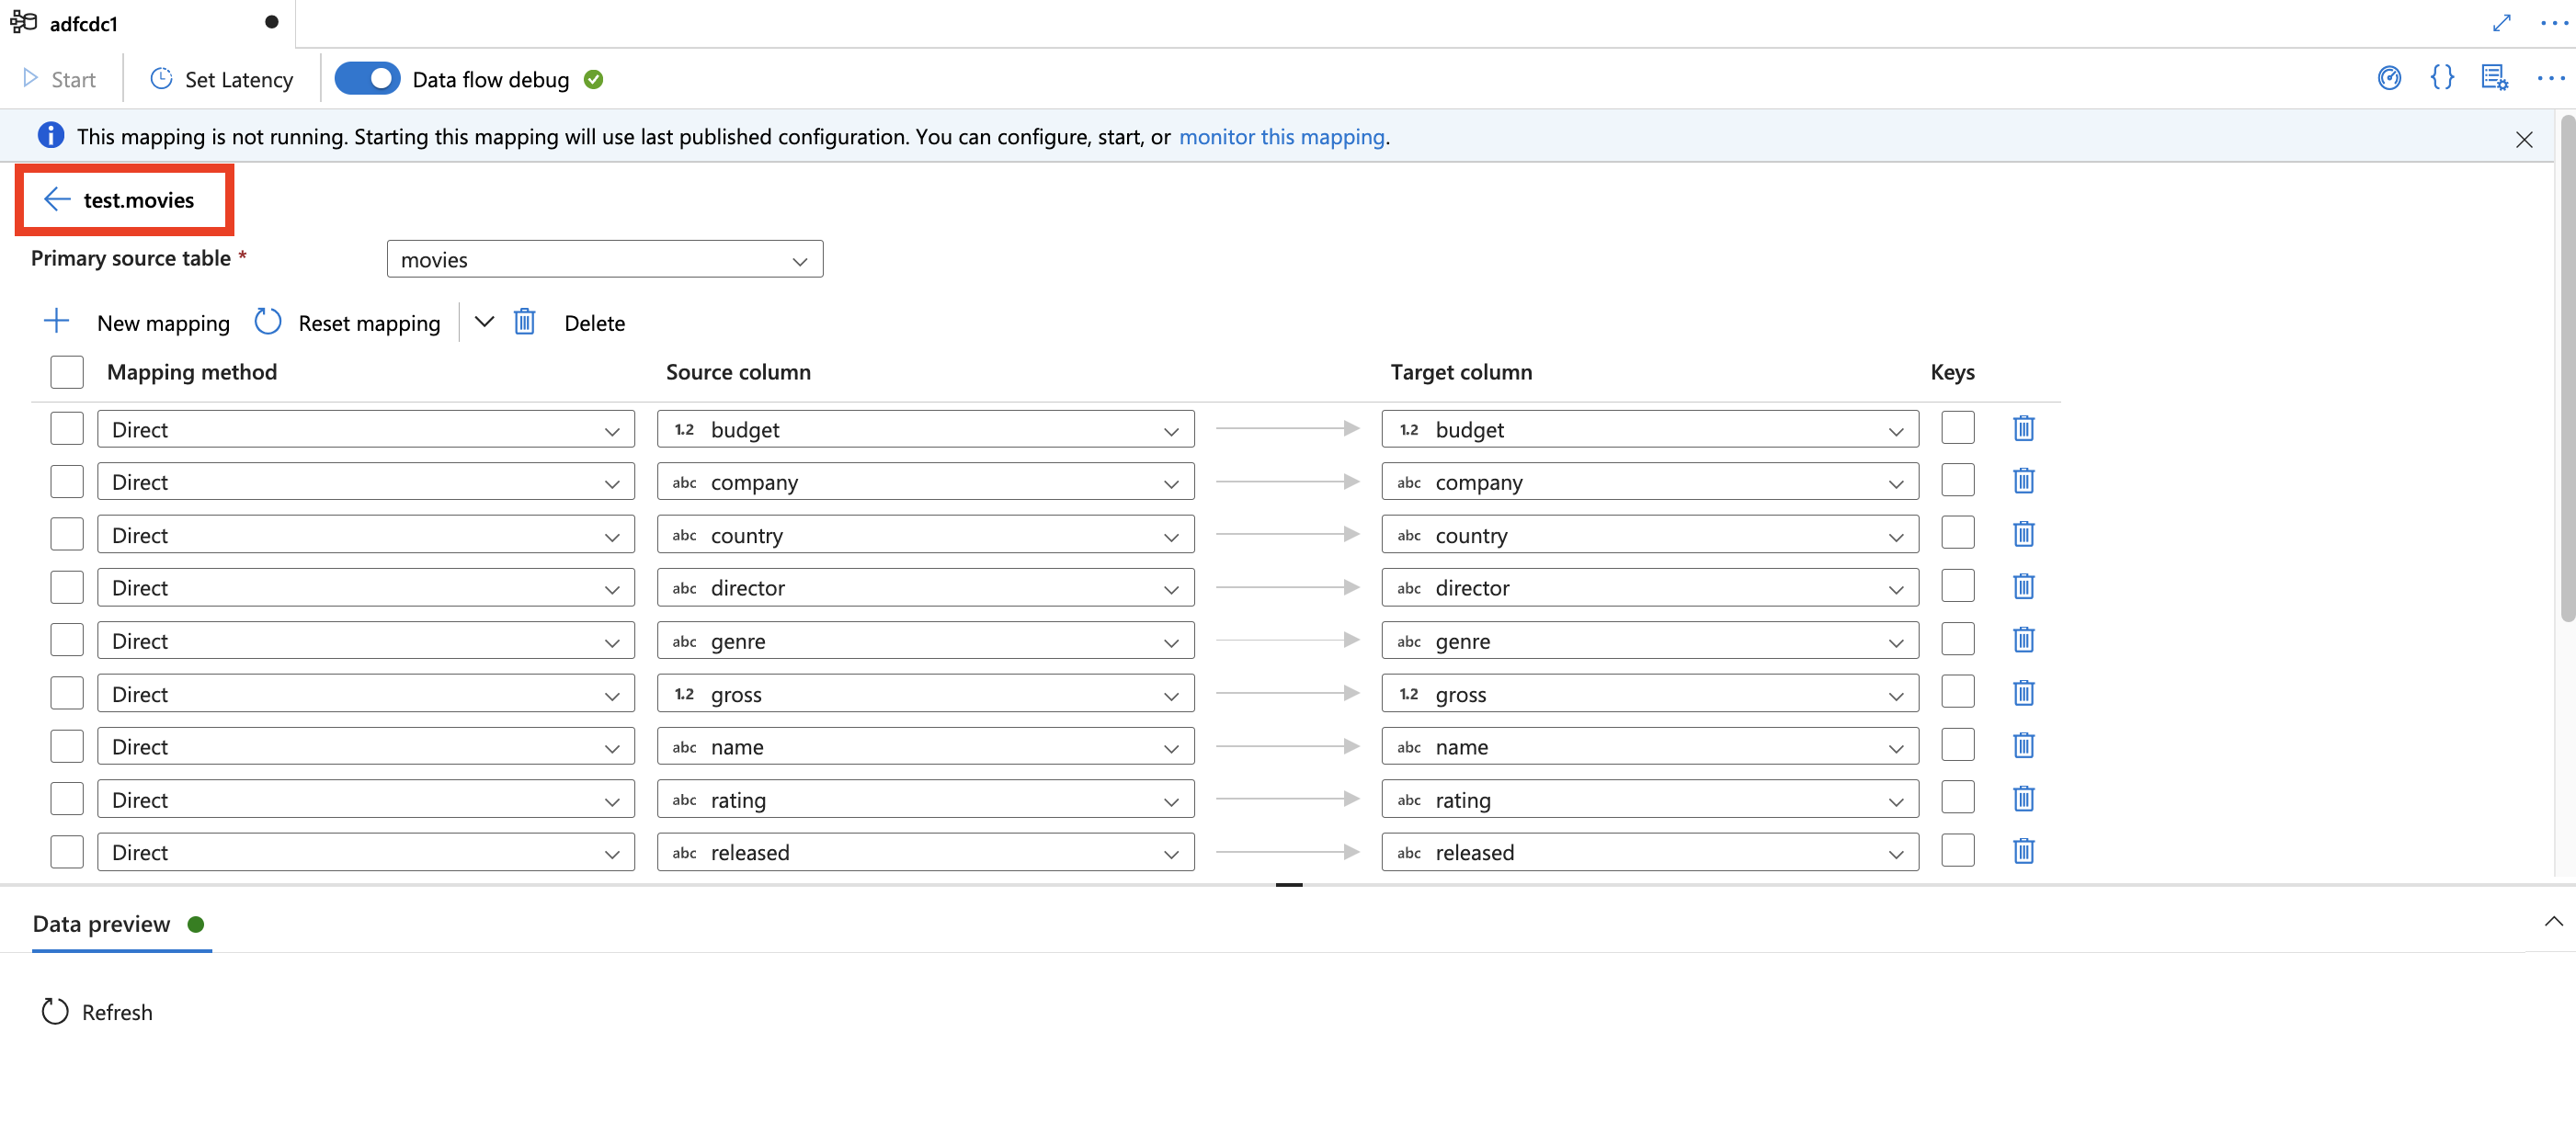 adfcdc1
Start Set Latency Data flow debug
This mapping is not running. Starting this mapping will use last published configuration. You can configure, start, or monitor this mapping.
test.movies
Primary source table * movies
New mapping Reset mapping Delete
Mapping method Source column Target column Keys
Direct 1.2 budget 1.2 budget
Direct abc company abc company
Direct abc country abc country
Direct abc director abc director
Direct abc genre abc genre
Direct 1.2 gross 1.2 gross
Direct abc name abc name
Direct abc rating abc rating
Direct abc released abc released
Data preview
Refresh